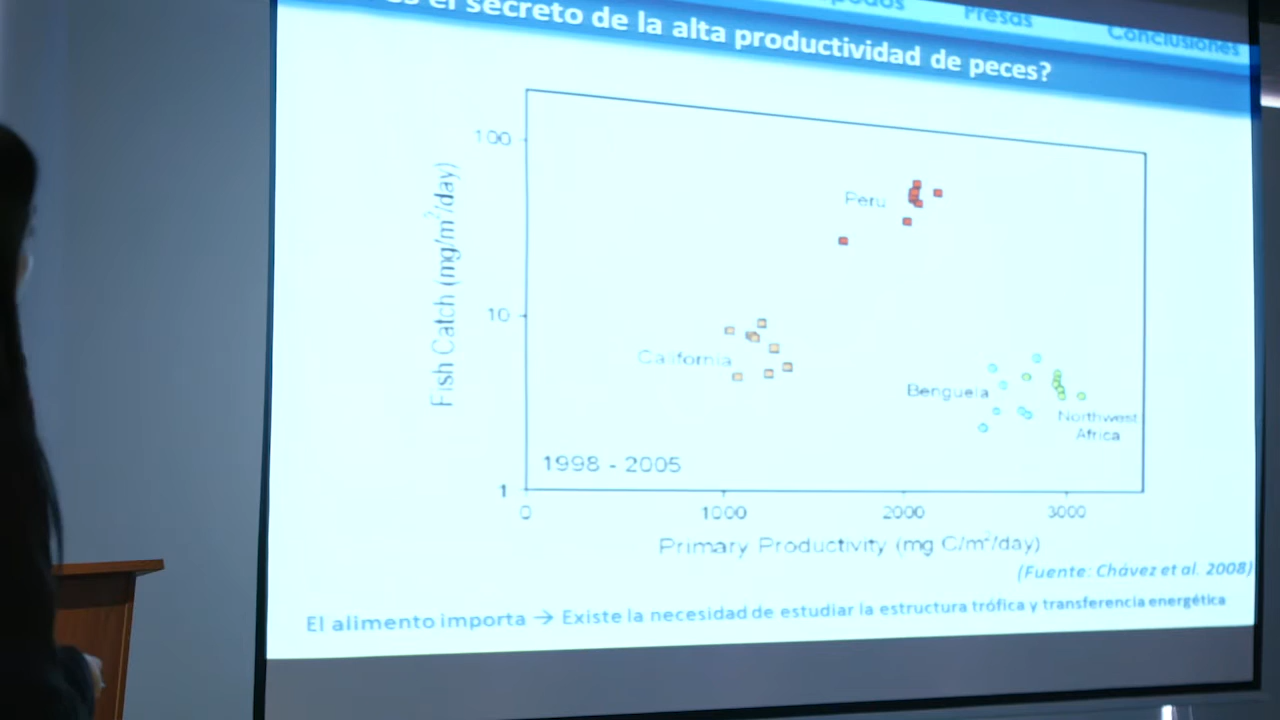 Presas
Conclusiones
el secreto de la alta productividad de peces?
100
Peru
Fish Catch (mg/m²/day)
10
California
Benguela
Northwest
Africa
1998 - 2005
1
0
1000
2000
3000
Primary Productivity (mg C/m²/day)
(Fuente: Chávez et al. 2008)
El alimento importa → Existe la necesidad de estudiar la estructura trófica y transferencia energética